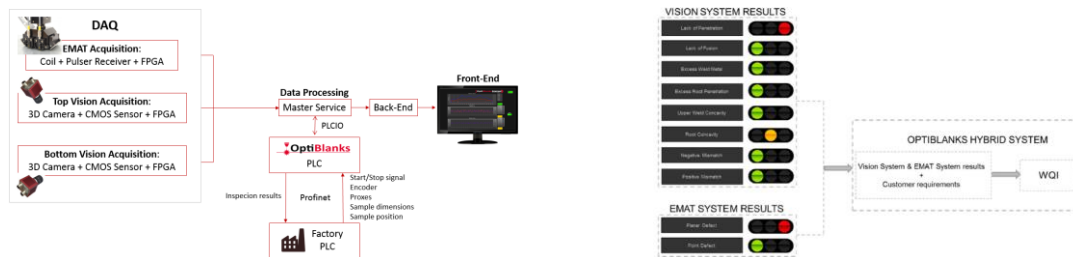 DAQ
EMAT Acquisition:
Coil + Pulser Receiver + FPGA
Top Vision Acquisition:
3D Camera + CMOS Sensor + FPGA
Bottom Vision Acquisition:
3D Camera + CMOS Sensor + FPGA
Data Processing
Master Service
Back-End
Front-End
PLCIO
OptiBlanks
PLC
Inspecion results
Profinet
Start/Stop signal
Encoder
Proxes
Sample dimensions
Sample position
Factory
PLC
VISION SYSTEM RESULTS
Lack of Penetration
Lack of Fusion
Excess Weld Metal
Excess Root Penetration
Upper Weld Concavity
Root Concavity
Negative Mismatch
Positive Mismatch
EMAT SYSTEM RESULTS
Planar Defect
Point Defect
OPTIBLANKS HYBRID SYSTEM
Vision System & EMAT System results
+
Customer requirements
WQI